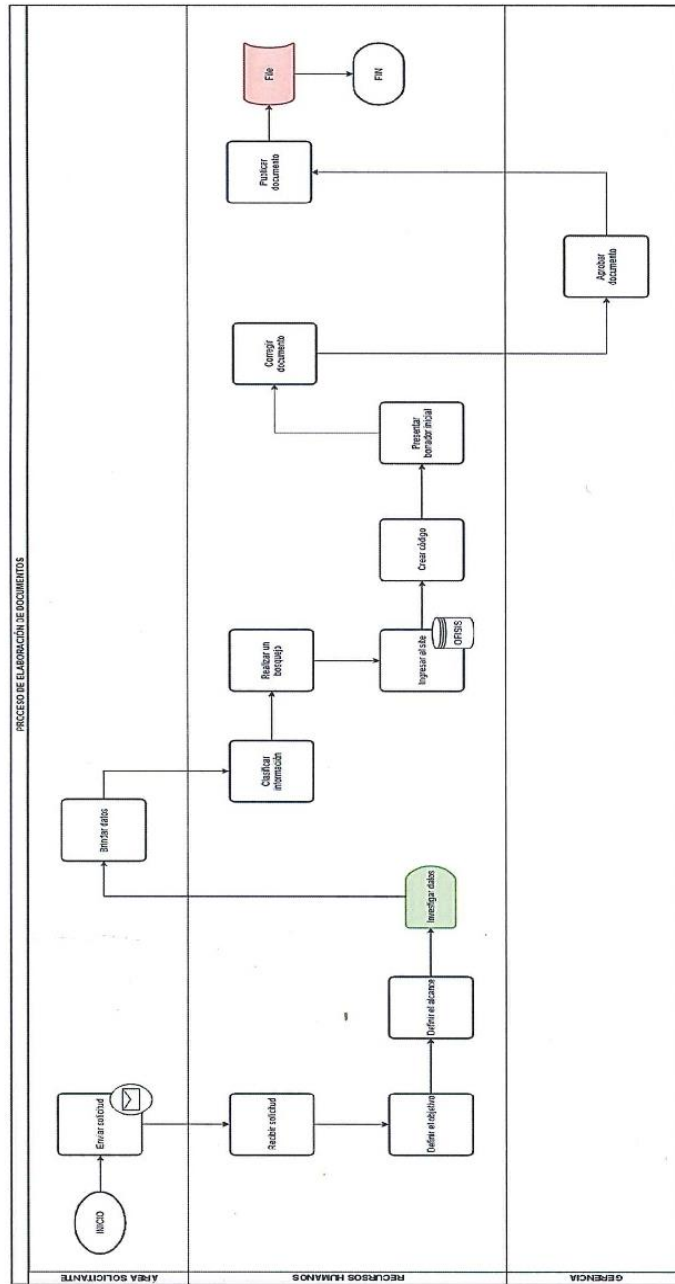 PROCESO DE ELABORACIÓN DE DOCUMENTOS
ÁREA SOLICITANTE
INICIO
Enviar solicitud
Brindar datos
RECURSOS HUMANOS
Recibir solicitud
Definir el objetivo
Definir el alcance
Investigar datos
Clasificar
información
Realizar un
bosquejo
Ingresar al site
OFISIS
Crear código
Presentar
borrador inicial
Corregir
documento
Publicar
documento
File
FIN
GERENCIA
Aprobar
documento